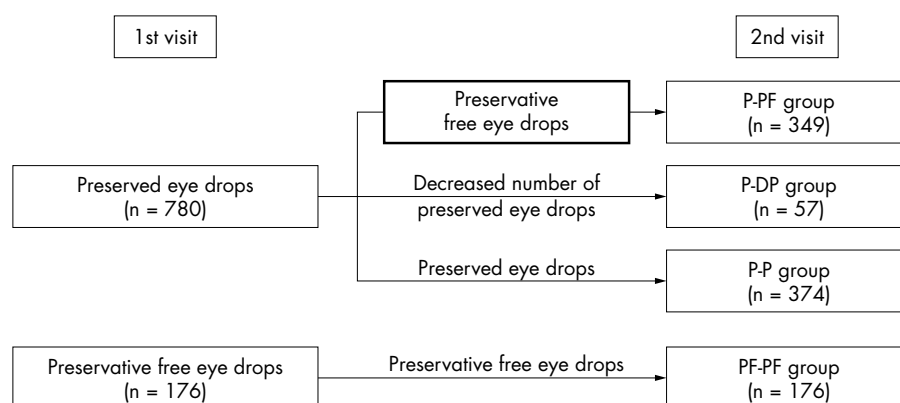 1st visit
2nd visit
Preservative
free eye drops
P-PF group
(n = 349)
Preserved eye drops
(n = 780)
Decreased number of
preserved eye drops
P-DP group
(n = 57)
Preserved eye drops
P-P group
(n = 374)
Preservative free eye drops
(n = 176)
Preservative free eye drops
PF-PF group
(n = 176)